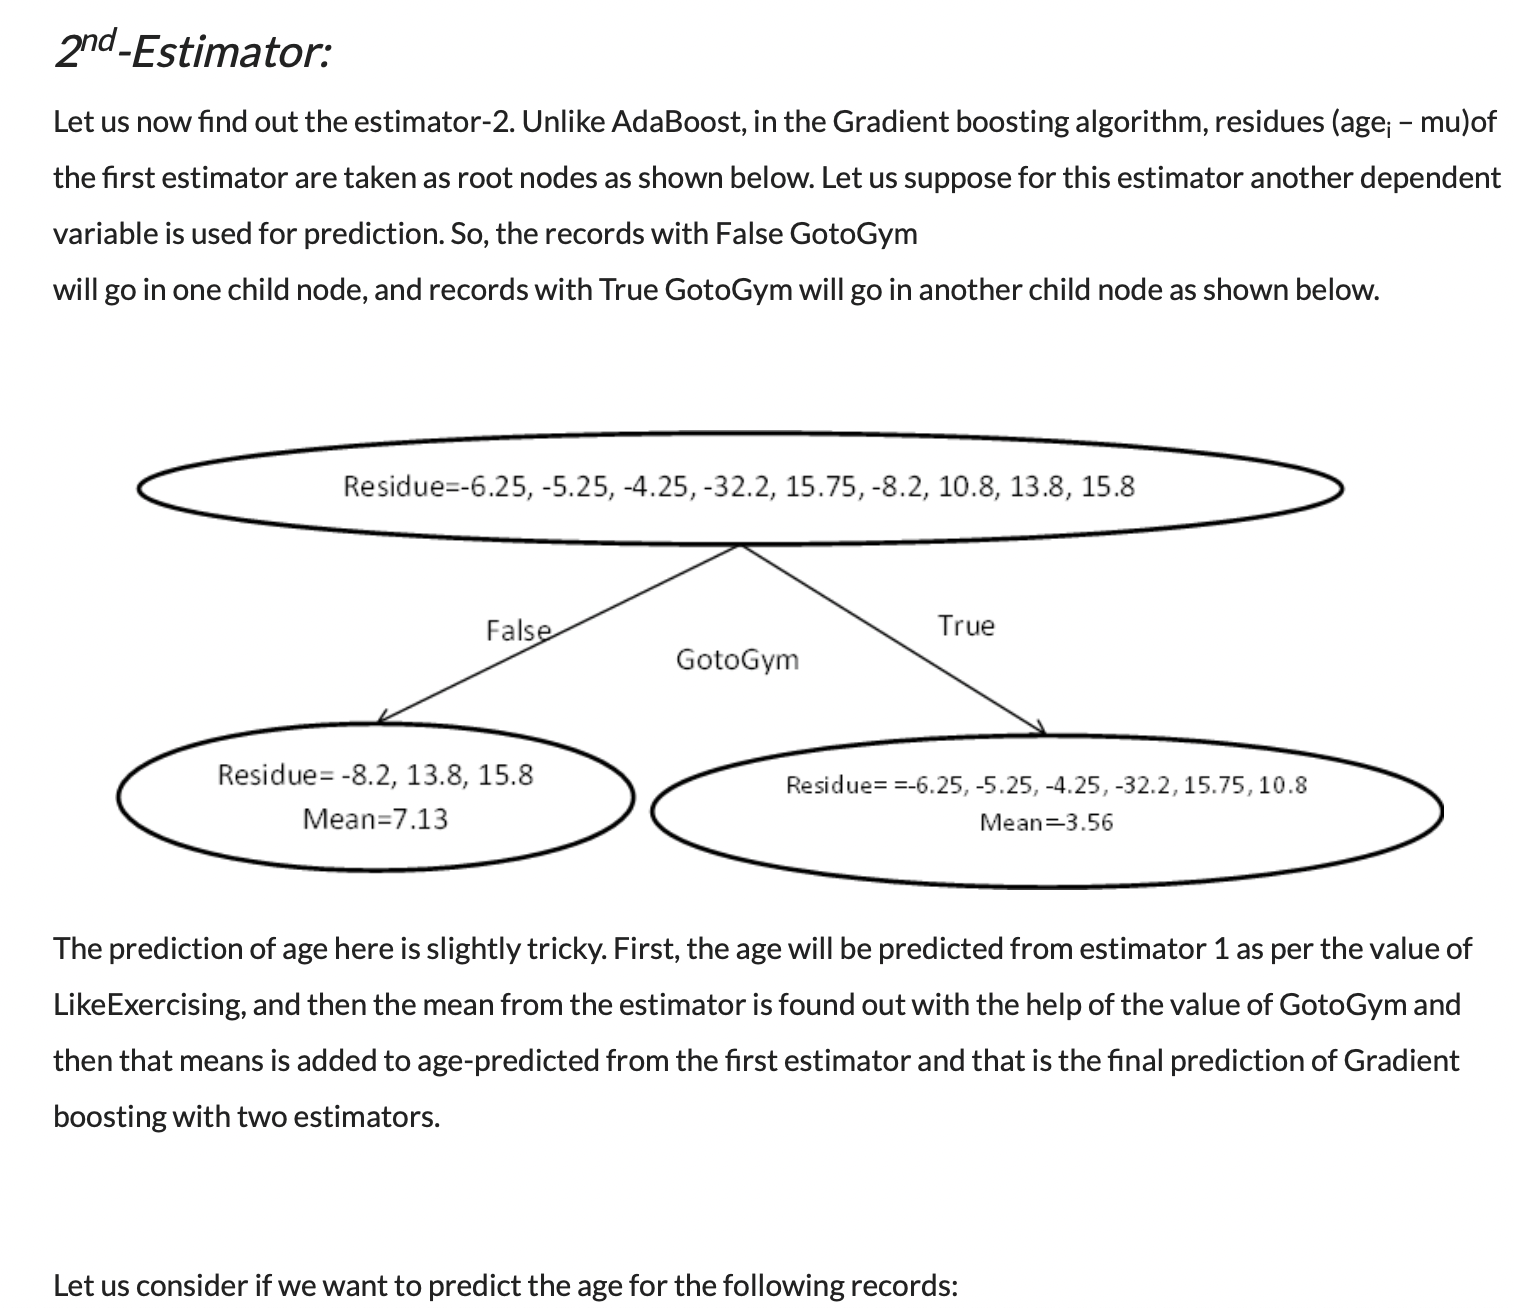 2nd-Estimator:
Let us now find out the estimator-2. Unlike AdaBoost, in the Gradient boosting algorithm, residues (ageᵢ – mu)of
the first estimator are taken as root nodes as shown below. Let us suppose for this estimator another dependent
variable is used for prediction. So, the records with False GotoGym
will go in one child node, and records with True GotoGym will go in another child node as shown below.
Residue=-6.25, -5.25, -4.25, -32.2, 15.75, -8.2, 10.8, 13.8, 15.8
False
True
GotoGym
Residue= -8.2, 13.8, 15.8
Mean=7.13
Residue= =-6.25, -5.25, -4.25, -32.2, 15.75, 10.8
Mean=-3.56
The prediction of age here is slightly tricky. First, the age will be predicted from estimator 1 as per the value of
LikeExercising, and then the mean from the estimator is found out with the help of the value of GotoGym and
then that means is added to age-predicted from the first estimator and that is the final prediction of Gradient
boosting with two estimators.
Let us consider if we want to predict the age for the following records: